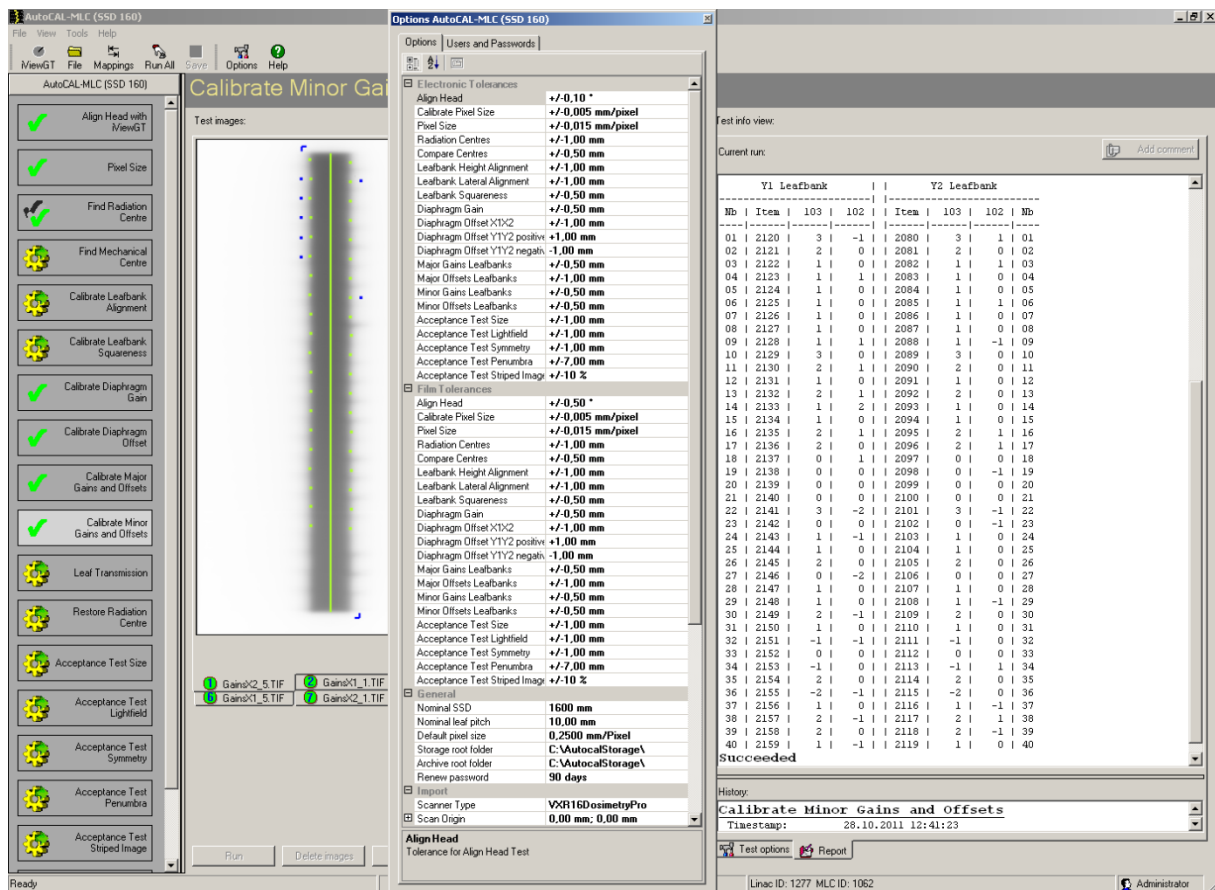 AutoCAL-MLC (SSD 160)
File View Tools Help
iViewGT File Mappings Run All Save Options Help
AutoCAL-MLC (SSD 160)
Align Head with
iViewGT
Pixel Size
Find Radiation
Centre
Find Mechanical
Centre
Calibrate Leafbank
Alignment
Calibrate Leafbank
Squareness
Calibrate Diaphragm
Gain
Calibrate Diaphragm
Offset
Calibrate Major
Gains and Offsets
Calibrate Minor
Gains and Offsets
Leaf Transmission
Restore Radiation
Centre
Acceptance Test Size
Acceptance Test
Lightfield
Acceptance Test
Symmetry
Acceptance Test
Penumbra
Acceptance Test
Striped Image
Ready
Calibrate Minor Gai
Test images:
1 GainsX2_5.TIF 2 GainsX1_1.TIF
6 GainsX1_5.TIF 7 GainsX2_1.TIF
Run Delete images
Options AutoCAL-MLC (SSD 160)
Options Users and Passwords
Electronic Tolerances
Align Head +/-0,10 °
Calibrate Pixel Size +/-0,005 mm/pixel
Pixel Size +/-0,015 mm/pixel
Radiation Centres +/-1,00 mm
Compare Centres +/-0,50 mm
Leafbank Height Alignment +/-1,00 mm
Leafbank Lateral Alignment +/-1,00 mm
Leafbank Squareness +/-0,50 mm
Diaphragm Gain +/-0,50 mm
Diaphragm Offset X1X2 +/-1,00 mm
Diaphragm Offset Y1Y2 positive +1,00 mm
Diaphragm Offset Y1Y2 negativ -1,00 mm
Major Gains Leafbanks +/-0,50 mm
Major Offsets Leafbanks +/-1,00 mm
Minor Gains Leafbanks +/-0,50 mm
Minor Offsets Leafbanks +/-0,50 mm
Acceptance Test Size +/-1,00 mm
Acceptance Test Lightfield +/-1,00 mm
Acceptance Test Symmetry +/-1,00 mm
Acceptance Test Penumbra +/-7,00 mm
Acceptance Test Striped Image +/-10 %
Film Tolerances
Align Head +/-0,50 °
Calibrate Pixel Size +/-0,005 mm/pixel
Pixel Size +/-0,015 mm/pixel
Radiation Centres +/-1,00 mm
Compare Centres +/-0,50 mm
Leafbank Height Alignment +/-1,00 mm
Leafbank Lateral Alignment +/-1,00 mm
Leafbank Squareness +/-0,50 mm
Diaphragm Gain +/-0,50 mm
Diaphragm Offset X1X2 +/-1,00 mm
Diaphragm Offset Y1Y2 positive +1,00 mm
Diaphragm Offset Y1Y2 negativ -1,00 mm
Major Gains Leafbanks +/-0,50 mm
Major Offsets Leafbanks +/-1,00 mm
Minor Gains Leafbanks +/-0,50 mm
Minor Offsets Leafbanks +/-0,50 mm
Acceptance Test Size +/-1,00 mm
Acceptance Test Lightfield +/-1,00 mm
Acceptance Test Symmetry +/-1,00 mm
Acceptance Test Penumbra +/-7,00 mm
Acceptance Test Striped Image +/-10 %
General
Nominal SSD 1600 mm
Nominal leaf pitch 10,00 mm
Default pixel size 0,2500 mm/Pixel
Storage root folder C:\AutocalStorage\
Archive root folder C:\AutocalStorage\
Renew password 90 days
Import
Scanner Type VXR16DosimetryPro
Scan Origin 0,00 mm; 0,00 mm
Align Head
Tolerance for Align Head Test
Test info view:
Current run: Add comment
Y1 Leafbank | | Y2 Leafbank
Nb | Item | 103 | 102 | | Item | 103 | 102 | Nb
01 | 2120 | 3 | -1 | | 2080 | 3 | 1 | 01
02 | 2121 | 2 | 0 | | 2081 | 2 | 0 | 02
03 | 2122 | 1 | 0 | | 2082 | 1 | 1 | 03
04 | 2123 | 1 | 1 | | 2083 | 1 | 0 | 04
05 | 2124 | 1 | 0 | | 2084 | 1 | 0 | 05
06 | 2125 | 1 | 0 | | 2085 | 1 | 1 | 06
07 | 2126 | 1 | 0 | | 2086 | 1 | 0 | 07
08 | 2127 | 1 | 0 | | 2087 | 1 | 0 | 08
09 | 2128 | 1 | 1 | | 2088 | 1 | -1 | 09
10 | 2129 | 3 | 0 | | 2089 | 3 | 0 | 10
11 | 2130 | 2 | 1 | | 2090 | 2 | 0 | 11
12 | 2131 | 1 | 0 | | 2091 | 1 | 0 | 12
13 | 2132 | 2 | 1 | | 2092 | 2 | 0 | 13
14 | 2133 | 1 | 2 | | 2093 | 1 | 0 | 14
15 | 2134 | 1 | 0 | | 2094 | 1 | 0 | 15
16 | 2135 | 2 | 1 | | 2095 | 2 | 1 | 16
17 | 2136 | 2 | 0 | | 2096 | 2 | 1 | 17
18 | 2137 | 0 | 1 | | 2097 | 0 | 0 | 18
19 | 2138 | 0 | 0 | | 2098 | 0 | -1 | 19
20 | 2139 | 0 | 0 | | 2099 | 0 | 0 | 20
21 | 2140 | 0 | 0 | | 2100 | 0 | 0 | 21
22 | 2141 | 3 | -2 | | 2101 | 3 | -1 | 22
23 | 2142 | 0 | 0 | | 2102 | 0 | -1 | 23
24 | 2143 | 1 | -1 | | 2103 | 1 | 0 | 24
25 | 2144 | 1 | 0 | | 2104 | 1 | 0 | 25
26 | 2145 | 2 | 0 | | 2105 | 2 | 0 | 26
27 | 2146 | 0 | -2 | | 2106 | 0 | 0 | 27
28 | 2147 | 1 | 0 | | 2107 | 1 | 0 | 28
29 | 2148 | 1 | 0 | | 2108 | 1 | -1 | 29
30 | 2149 | 2 | -1 | | 2109 | 2 | 0 | 30
31 | 2150 | 1 | 0 | | 2110 | 1 | 0 | 31
32 | 2151 | -1 | -1 | | 2111 | -1 | 0 | 32
33 | 2152 | 0 | 0 | | 2112 | 0 | 0 | 33
34 | 2153 | -1 | 0 | | 2113 | -1 | 1 | 34
35 | 2154 | 2 | 0 | | 2114 | 2 | 0 | 35
36 | 2155 | -2 | -1 | | 2115 | -2 | 0 | 36
37 | 2156 | 1 | 0 | | 2116 | 1 | -1 | 37
38 | 2157 | 2 | -1 | | 2117 | 2 | 1 | 38
39 | 2158 | 2 | 0 | | 2118 | 2 | -1 | 39
40 | 2159 | 1 | -1 | | 2119 | 1 | 0 | 40
Succeeded
History:
Calibrate Minor Gains and Offsets
Timestamp: 28.10.2011 12:41:23
Test options Report
Linac ID: 1277 MLC ID: 1062 Administrator